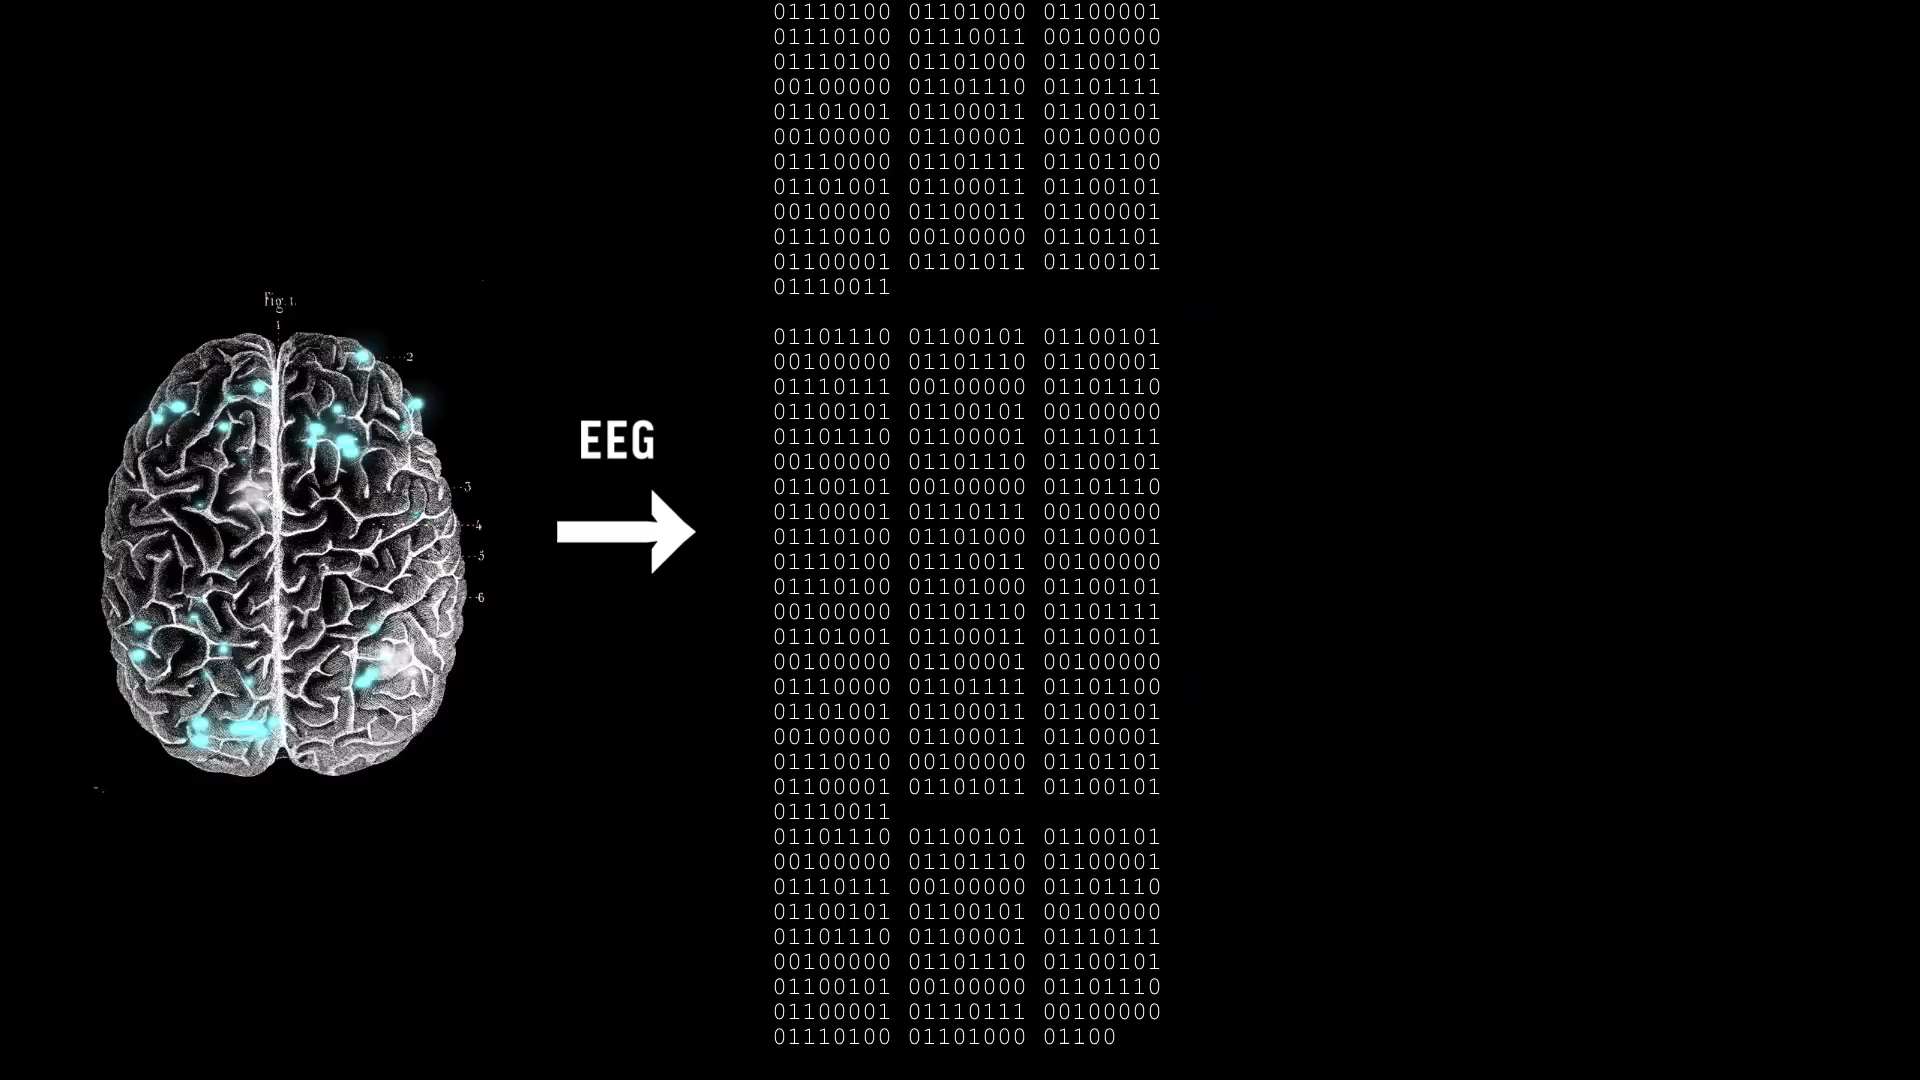 01110100 01101000 01100001
01110100 01110011 00100000
01110100 01101000 01100101
00100000 01101110 01101111
01101001 01100011 01100101
00100000 01100001 00100000
01110000 01101111 01101100
01101001 01100011 01100101
00100000 01100011 01100001
01110010 00100000 01101101
01100001 01101011 01100101
01110011
Fig. 1.
1
2
3
4
5
6
EEG
01101110 01100101 01100101
00100000 01101110 01100001
01110111 00100000 01101110
01100101 01100101 00100000
01101110 01100001 01110111
00100000 01101110 01100101
01100101 00100000 01101110
01100001 01110111 00100000
01110100 01101000 01100001
01110100 01110011 00100000
01110100 01101000 01100101
00100000 01101110 01101111
01101001 01100011 01100101
00100000 01100001 00100000
01110000 01101111 01101100
01101001 01100011 01100101
00100000 01100011 01100001
01110010 00100000 01101101
01100001 01101011 01100101
01110011
01101110 01100101 01100101
00100000 01101110 01100001
01110111 00100000 01101110
01100101 01100101 00100000
01101110 01100001 01110111
00100000 01101110 01100101
01100101 00100000 01101110
01100001 01110111 00100000
01110100 01101000 01100